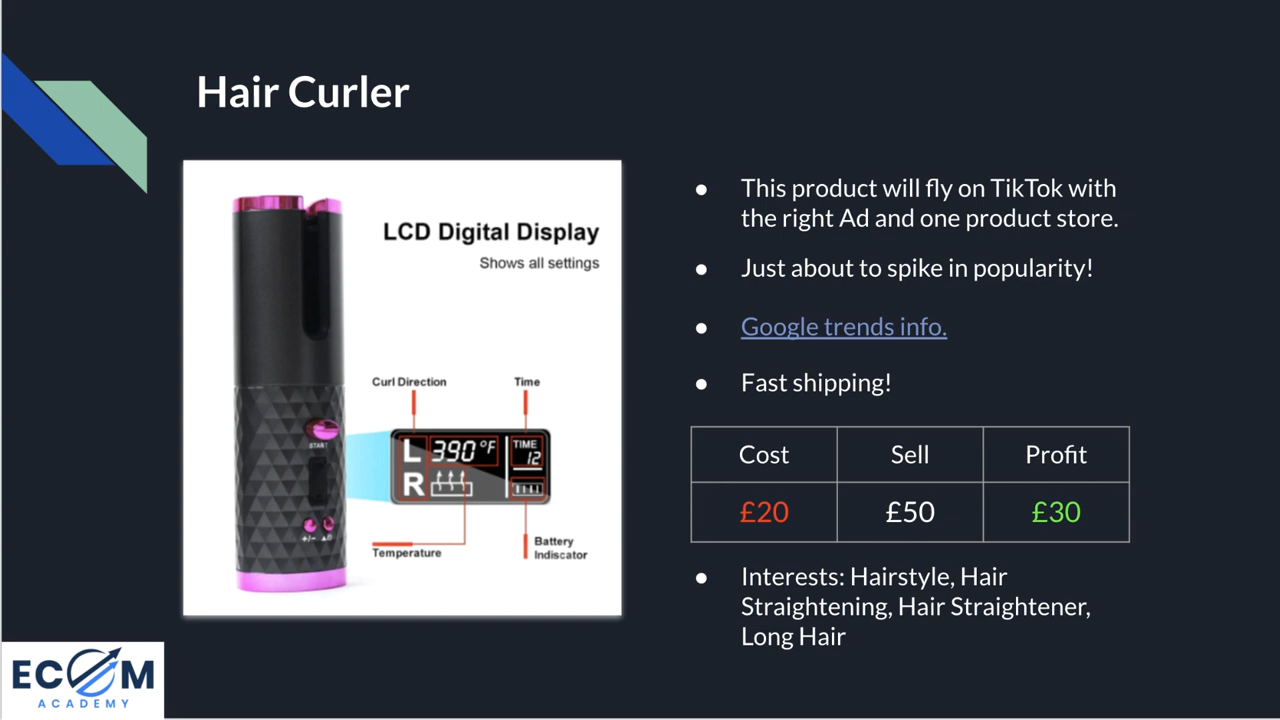 Hair Curler
LCD Digital Display
Shows all settings
Curl Direction
Time
START
L
390 °F
TIME
12
R
+/-
Temperature
Battery
Indiscator
● This product will fly on TikTok with
the right Ad and one product store.
● Just about to spike in popularity!
● Google trends info.
● Fast shipping!
Cost Sell Profit
£20 £50 £30
● Interests: Hairstyle, Hair
Straightening, Hair Straightener,
Long Hair
ECOM
ACADEMY